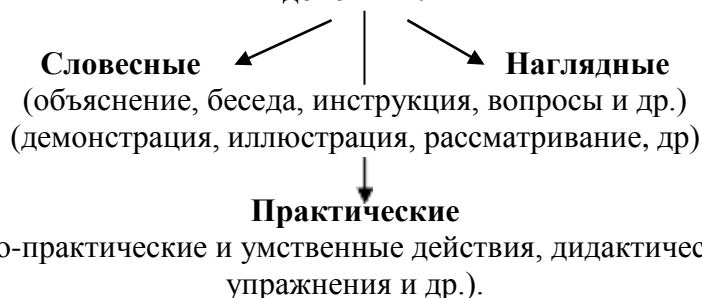 Словесные Наглядные
(объяснение, беседа, инструкция, вопросы и др.)
(демонстрация, иллюстрация, рассматривание, др)
Практические
о-практические и умственные действия, дидактичес
упражнения и др.).